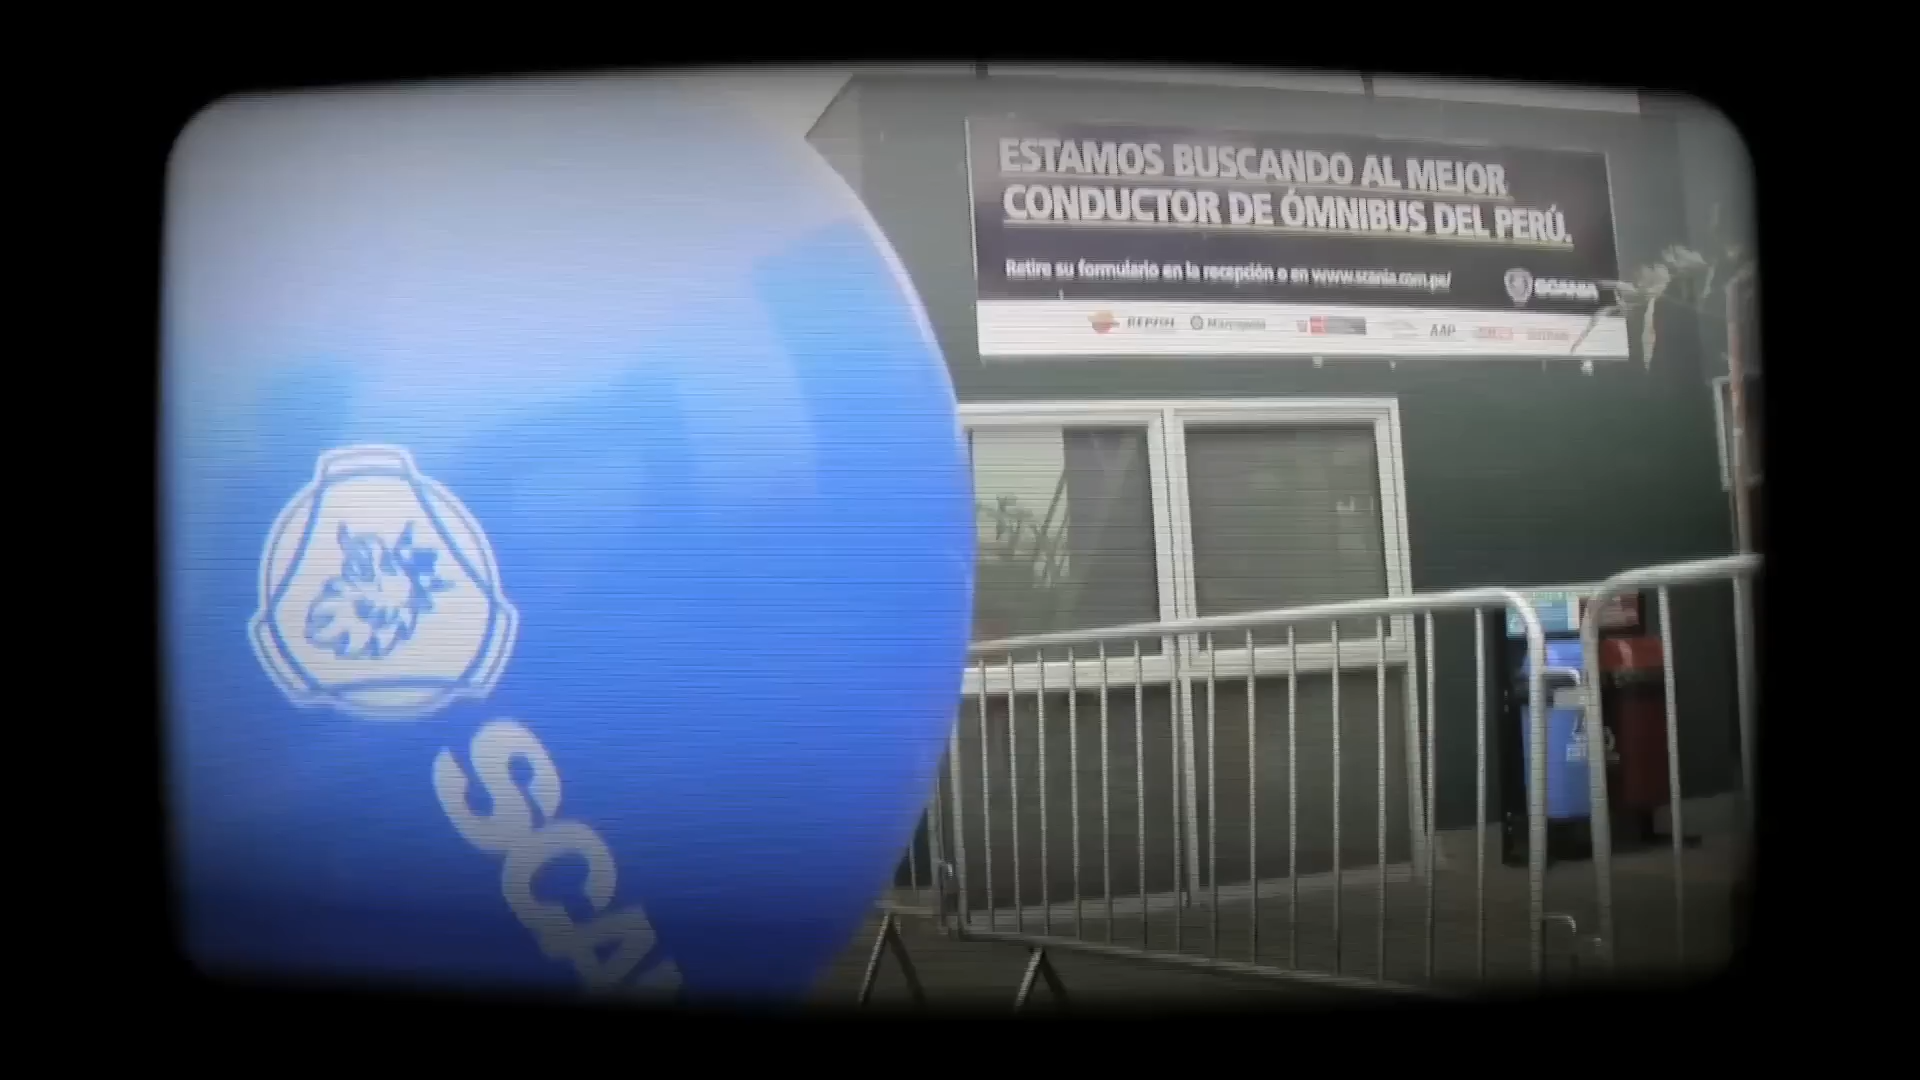 ESTAMOS BUSCANDO AL MEJOR
CONDUCTOR DE ÓMNIBUS DEL PERÚ.
Retire su formulario en la recepción o en www.scania.com.pe/
SCANIA
REPSOL Marcopolo AAP
SCA